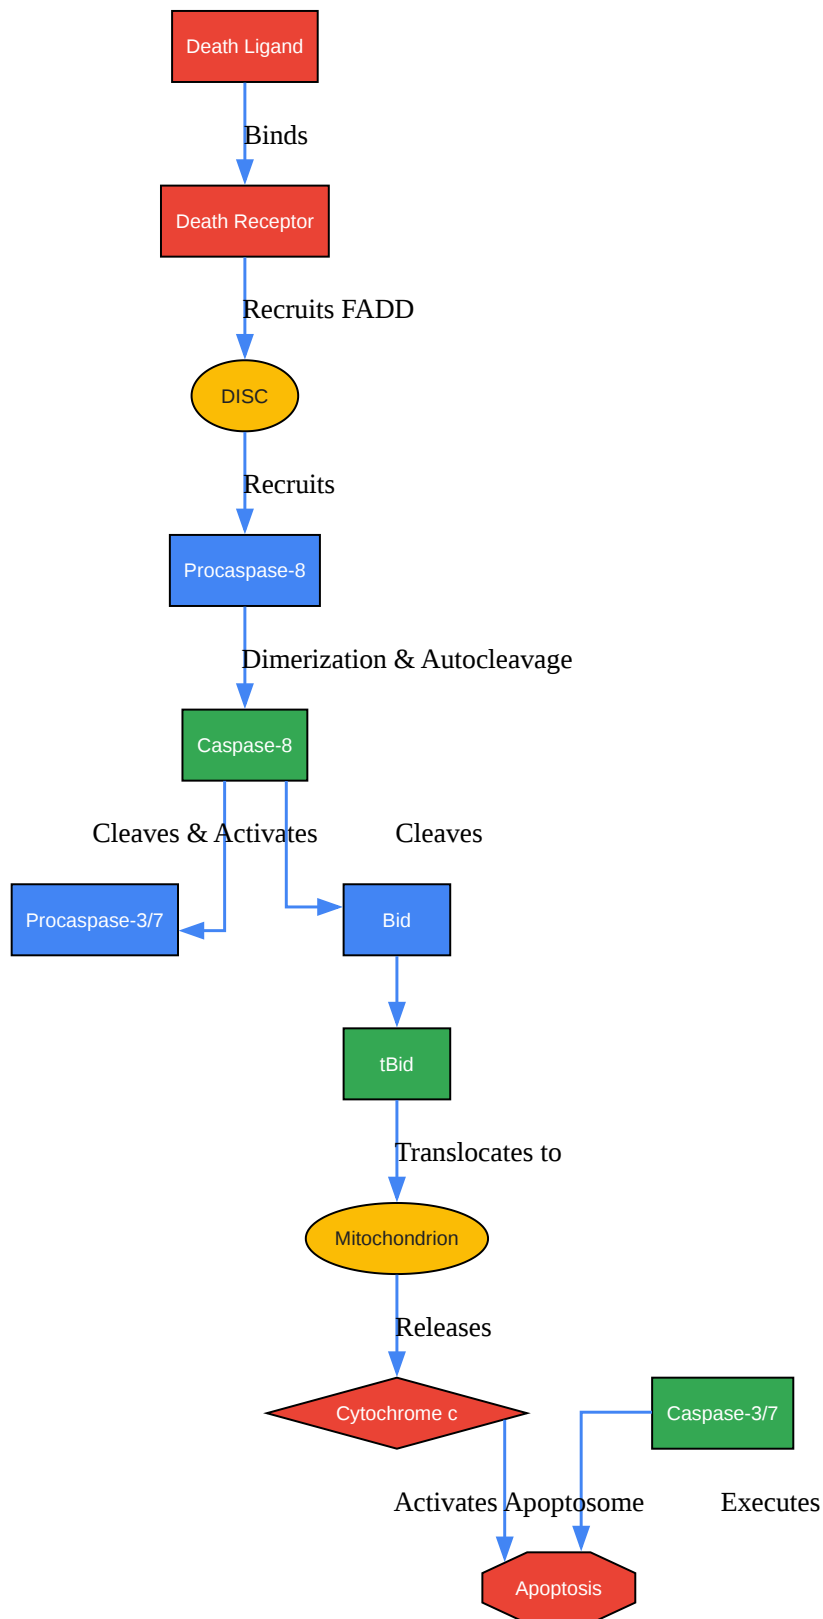 Death Ligand
Binds
Death Receptor
Recruits FADD
DISC
Recruits
Procaspase-8
Dimerization & Autocleavage
Caspase-8
Cleaves & Activates
Cleaves
Procaspase-3/7
Bid
tBid
Translocates to
Mitochondrion
Releases
Cytochrome c
Caspase-3/7
Activates Apoptosome
Executes
Apoptosis